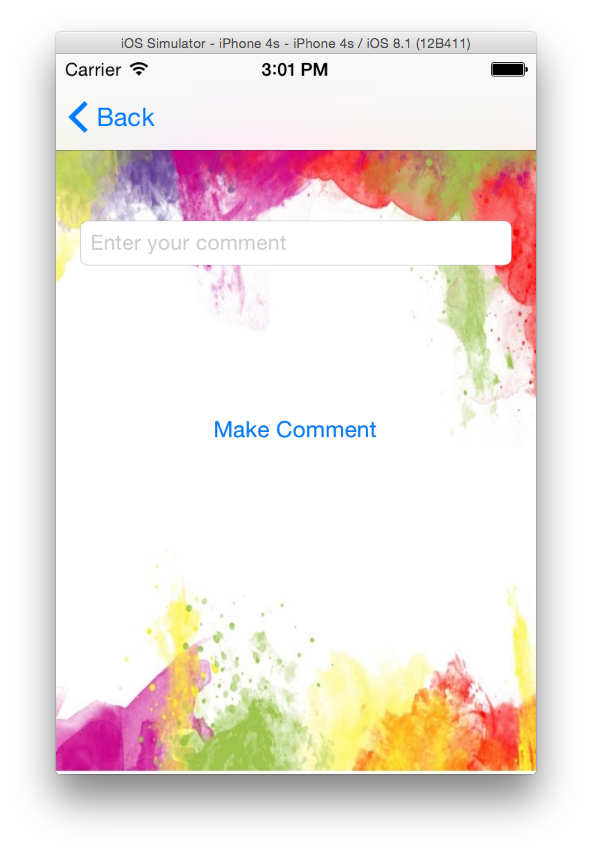 iOS Simulator - iPhone 4s - iPhone 4s / iOS 8.1 (12B411)
Carrier 3:01 PM
Back
Enter your comment
Make Comment